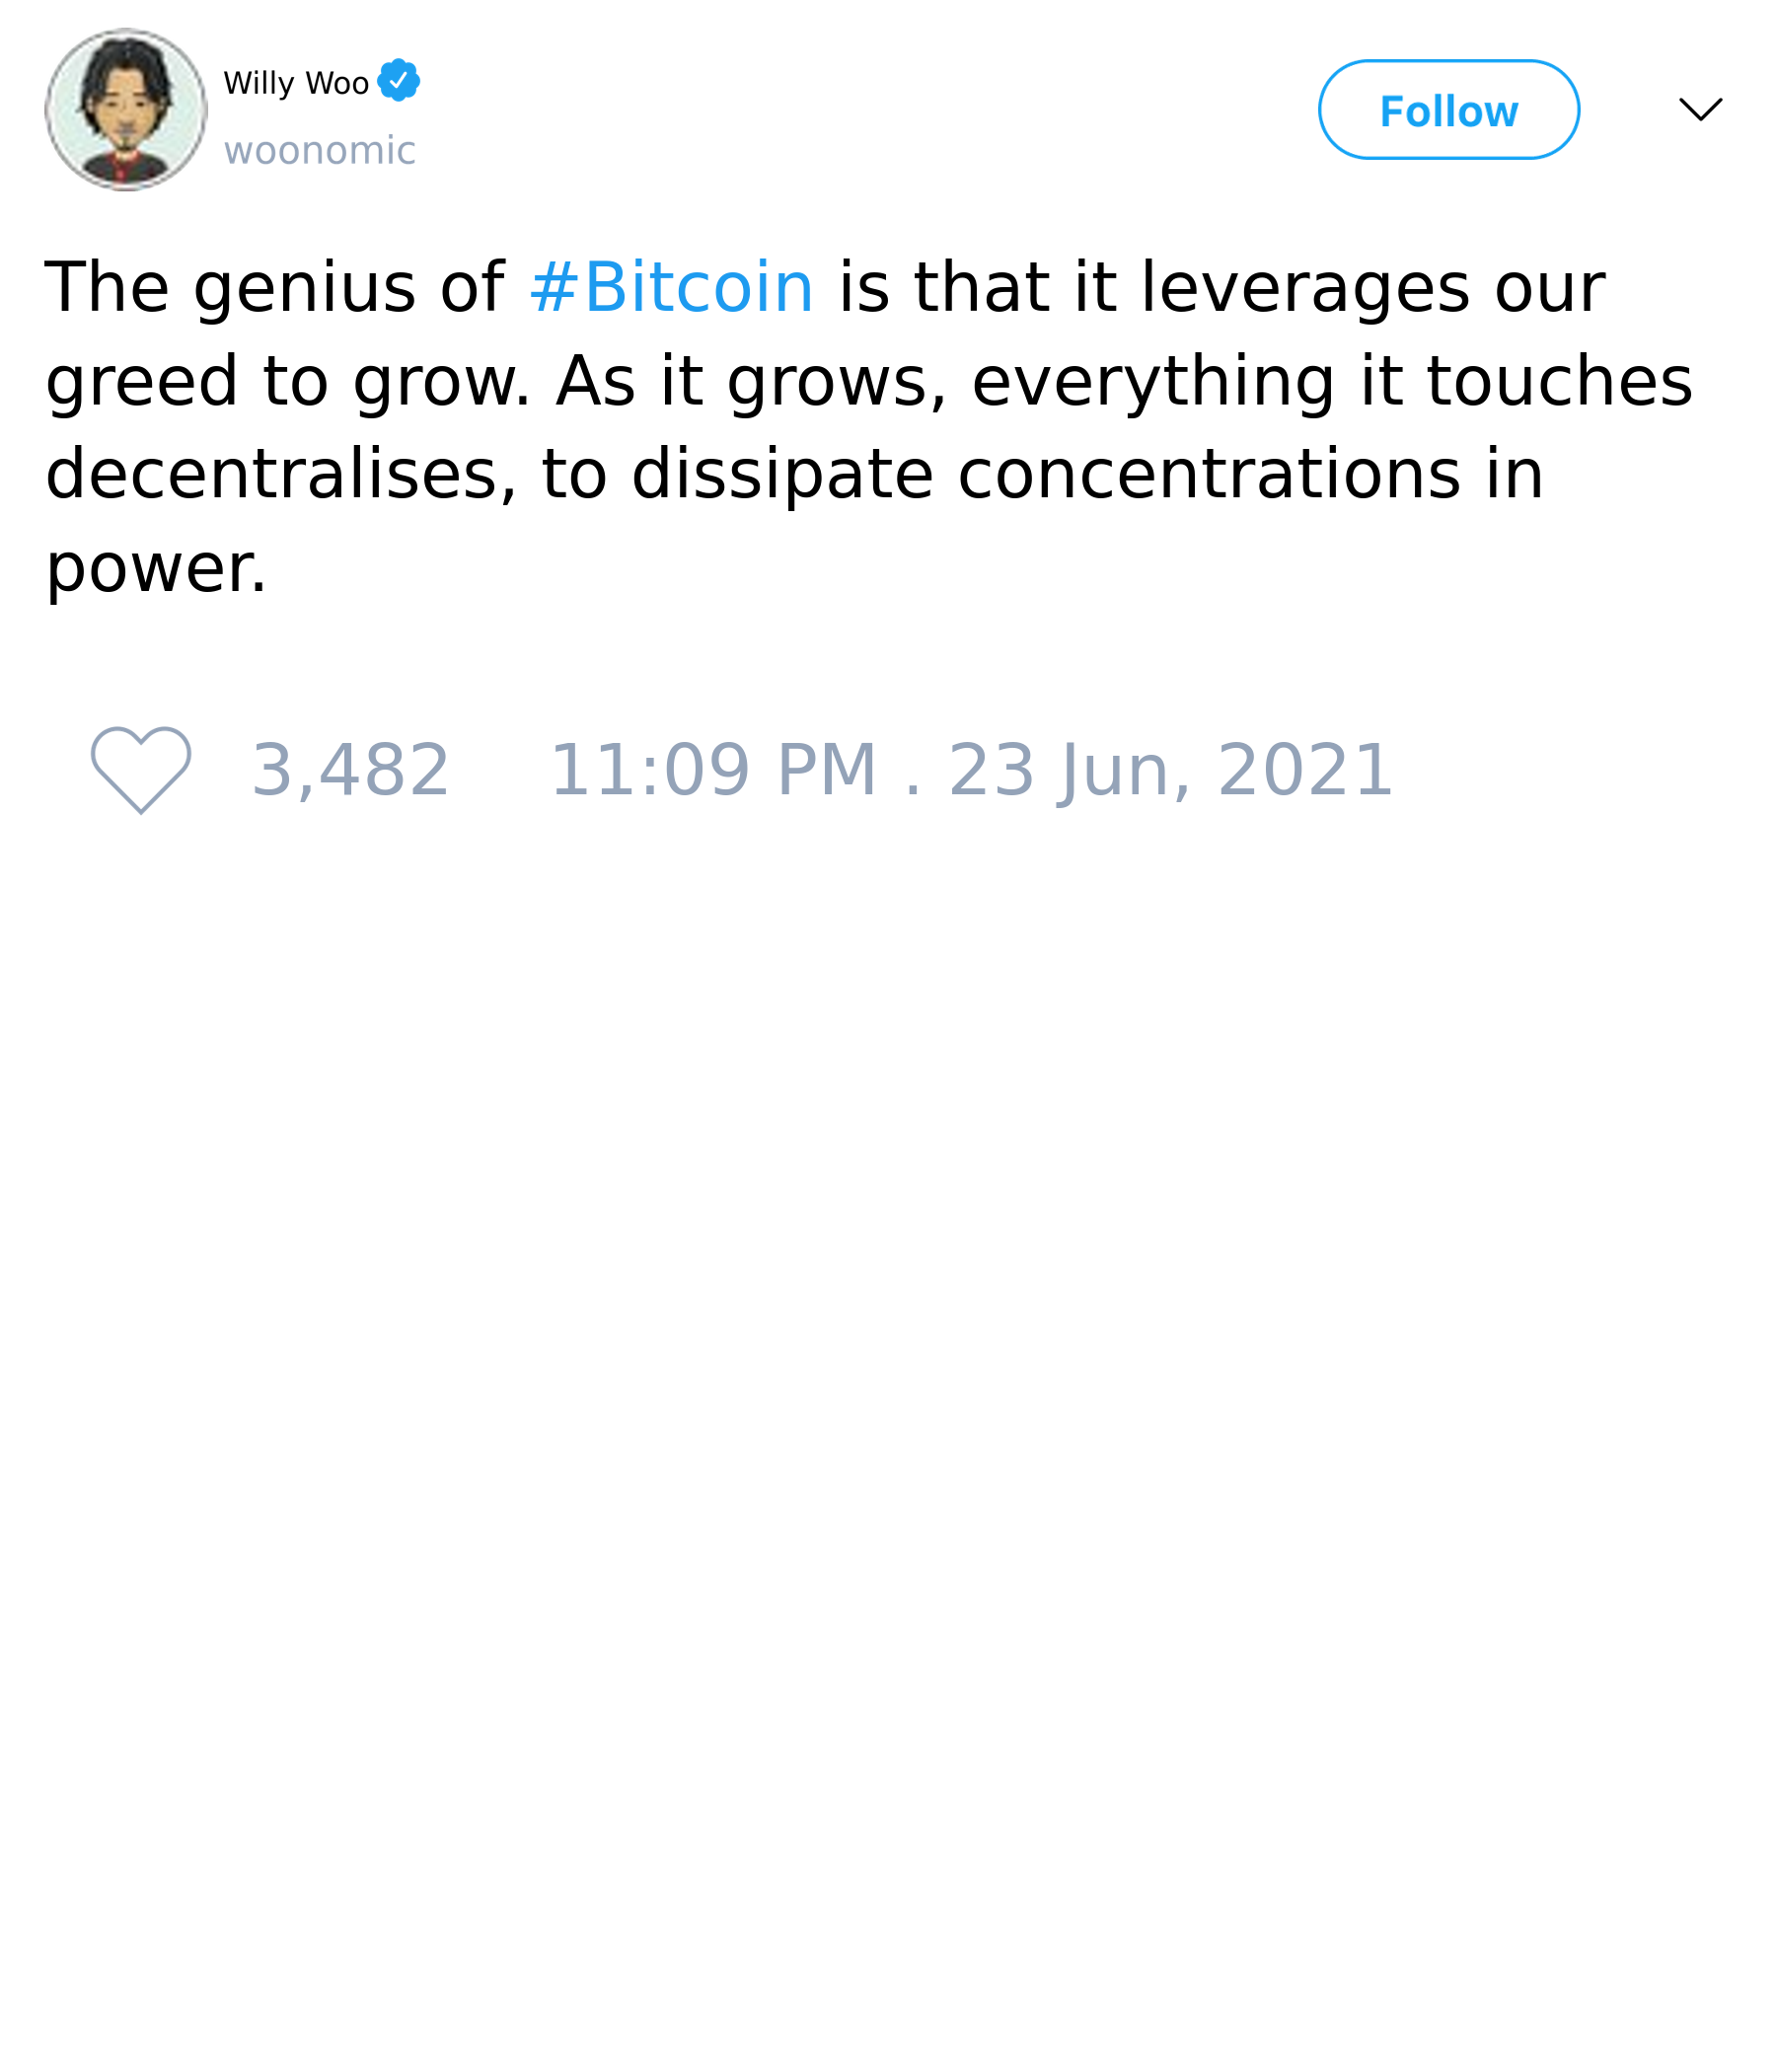 Willy Woo
woonomic
Follow
The genius of #Bitcoin is that it leverages our
greed to grow. As it grows, everything it touches
decentralises, to dissipate concentrations in
power.
3,482 11:09 PM . 23 Jun, 2021